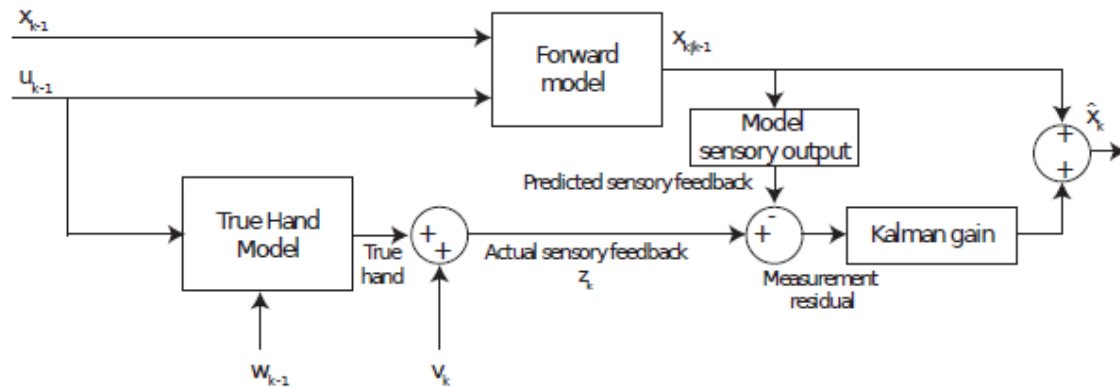 x_{k-1}
u_{k-1}
Forward
model
x_{k|k-1}
Model
sensory output
x̂_k
+
+
Predicted sensory feedback
-
+
True Hand
Model
True
hand
+
+
Actual sensory feedback
z_k
Kalman gain
Measurement
residual
w_{k-1}
v_k